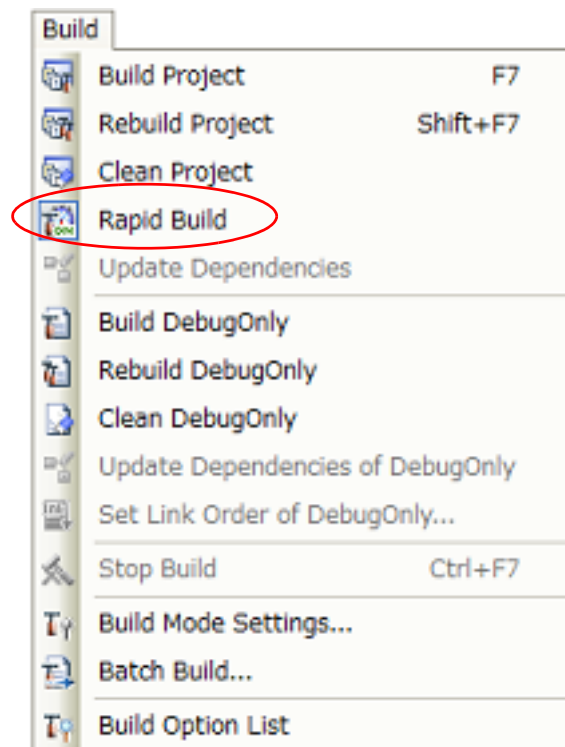 Build
Build Project F7
Rebuild Project Shift+F7
Clean Project
Rapid Build
Update Dependencies
Build DebugOnly
Rebuild DebugOnly
Clean DebugOnly
Update Dependencies of DebugOnly
Set Link Order of DebugOnly...
Stop Build Ctrl+F7
Build Mode Settings...
Batch Build...
Build Option List